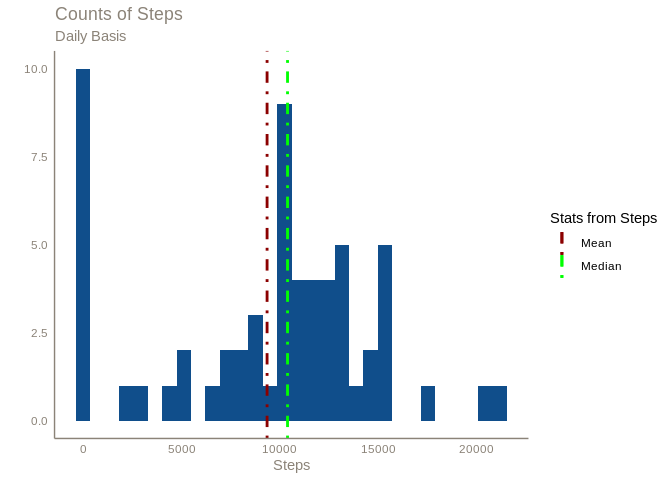 Counts of Steps
Daily Basis
10.0
7.5
5.0
2.5
0.0
0 5000 10000 15000 20000
Steps
Stats from Steps
Mean
Median